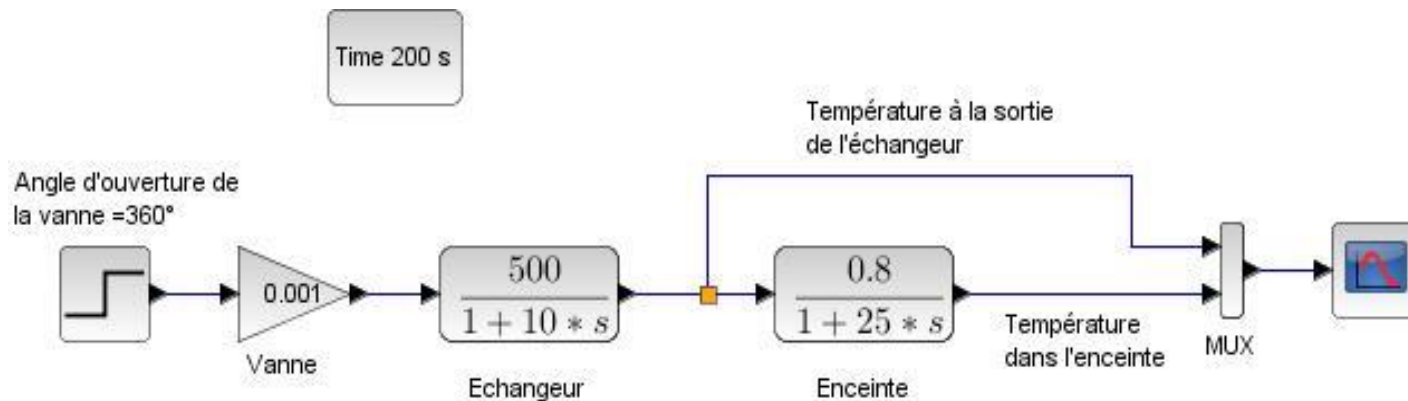 Time 200 s
Température à la sortie
de l'échangeur
Angle d'ouverture de
la vanne =360°
0.001
500
1 + 10 * s
0.8
1 + 25 * s
Vanne
Echangeur
Enceinte
Température
dans l'enceinte
MUX